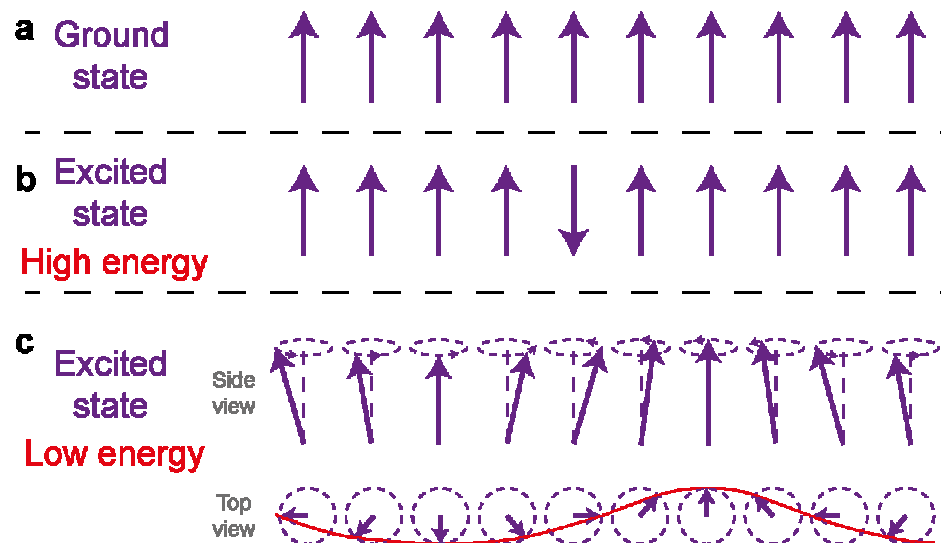 a Ground
state
b Excited
state
High energy
c
Excited
state
Low energy
Side
view
Top
view